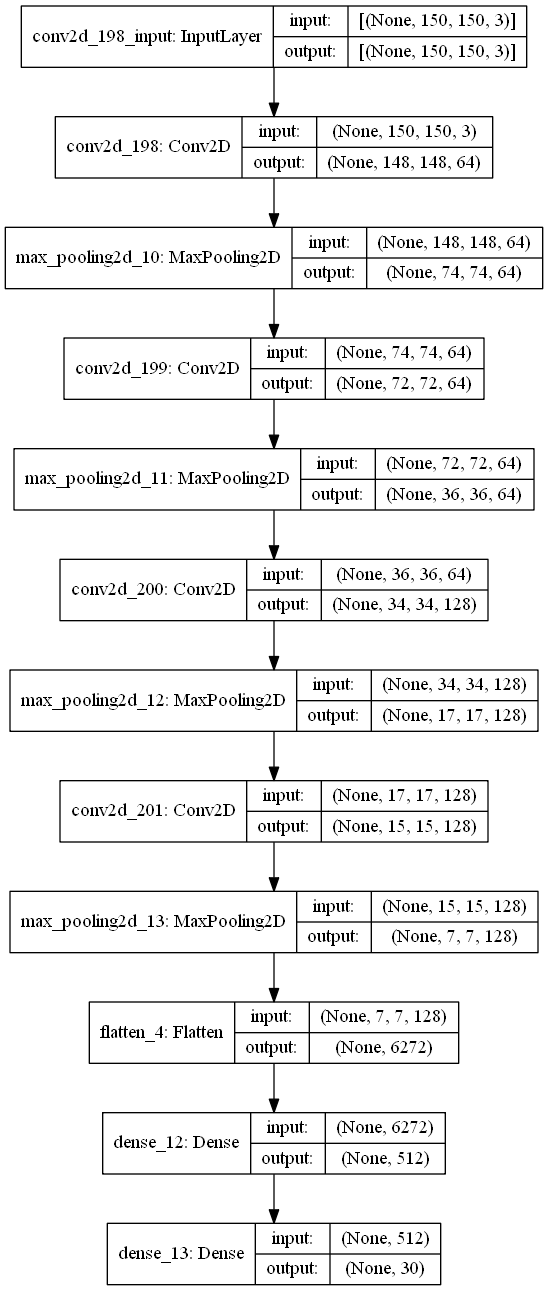 conv2d_198_input: InputLayer input: [(None, 150, 150, 3)]
output: [(None, 150, 150, 3)]
conv2d_198: Conv2D input: (None, 150, 150, 3)
output: (None, 148, 148, 64)
max_pooling2d_10: MaxPooling2D input: (None, 148, 148, 64)
output: (None, 74, 74, 64)
conv2d_199: Conv2D input: (None, 74, 74, 64)
output: (None, 72, 72, 64)
max_pooling2d_11: MaxPooling2D input: (None, 72, 72, 64)
output: (None, 36, 36, 64)
conv2d_200: Conv2D input: (None, 36, 36, 64)
output: (None, 34, 34, 128)
max_pooling2d_12: MaxPooling2D input: (None, 34, 34, 128)
output: (None, 17, 17, 128)
conv2d_201: Conv2D input: (None, 17, 17, 128)
output: (None, 15, 15, 128)
max_pooling2d_13: MaxPooling2D input: (None, 15, 15, 128)
output: (None, 7, 7, 128)
flatten_4: Flatten input: (None, 7, 7, 128)
output: (None, 6272)
dense_12: Dense input: (None, 6272)
output: (None, 512)
dense_13: Dense input: (None, 512)
output: (None, 30)